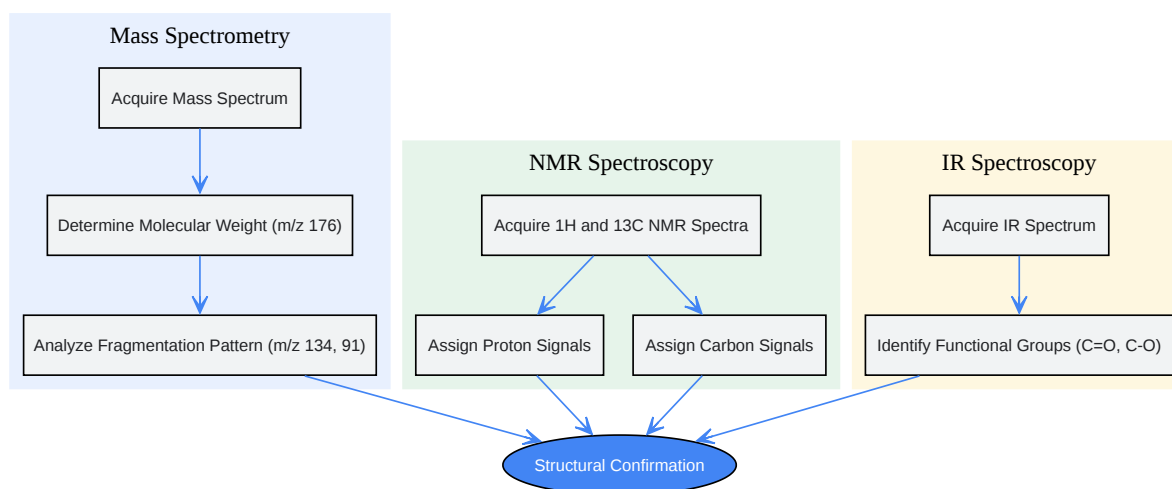 Mass Spectrometry
Acquire Mass Spectrum
Determine Molecular Weight (m/z 176)
Analyze Fragmentation Pattern (m/z 134, 91)
NMR Spectroscopy
Acquire 1H and 13C NMR Spectra
Assign Proton Signals
Assign Carbon Signals
IR Spectroscopy
Acquire IR Spectrum
Identify Functional Groups (C=O, C-O)
Structural Confirmation